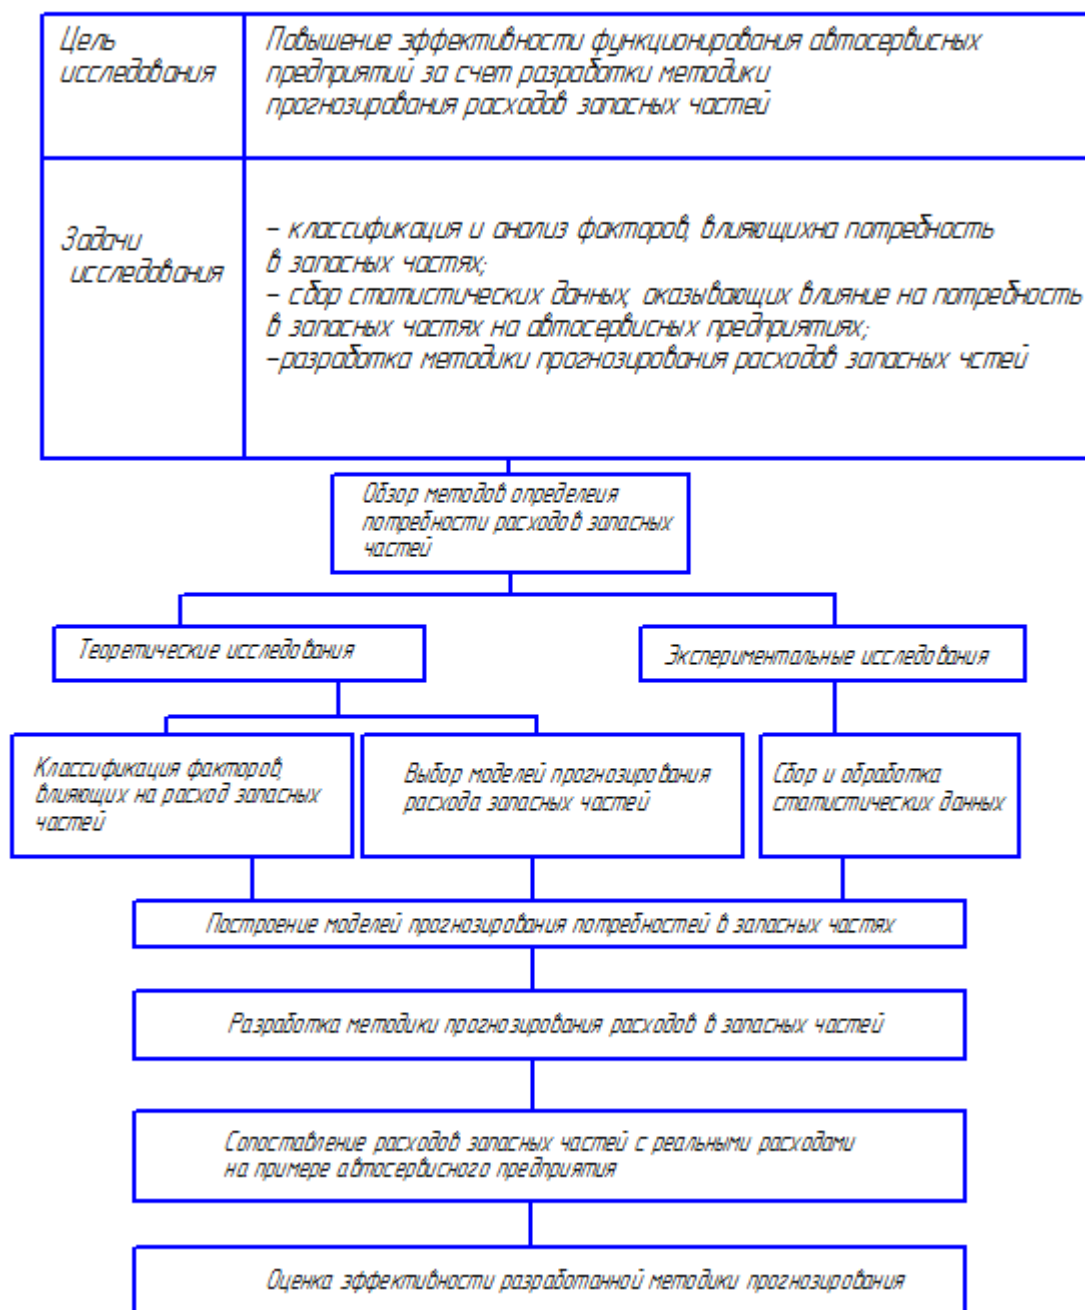 Цель
исследования
Повышение эффективности функционирования автосервисных
предприятий за счет разработки методики
прогнозирования расходов запасных частей
Задачи
исследования
- классификация и анализ факторов, влияющихна потребность
в запасных частях;
- сбор статистических данных, оказывающих влияние на потребность
в запасных частях на автосервисных предприятиях;
-разработка методики прогнозирования расходов запасных чстей
Обзор методов определеия
потребности расходов запасных
частей
Теоретические исследования
Экспериментальные исследования
Классификация факторов,
влияющих на расход запасных
частей
Выбор моделей прогнозирования
расхода запасных частей
Сбор и обработка
статистических данных
Построение моделей прогнозирования потребностей в запасных частях
Разработка методики прогнозирования расходов в запасных частей
Сопоставление расходов запасных частей с реальными расходами
на примере автосервисного предприятия
Оценка эффективности разработанной методики прогнозирования